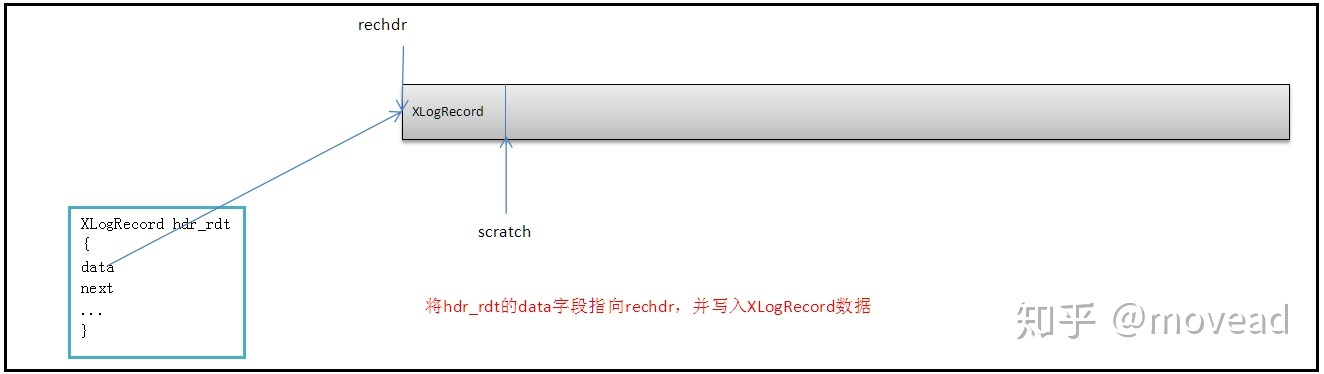 rechdr
XLogRecord
XLogRecord hdr_rdt
{
data
next
...
}
scratch
将hdr_rdt的data字段指向rechdr，并写入XLogRecord数据
知乎 @movead